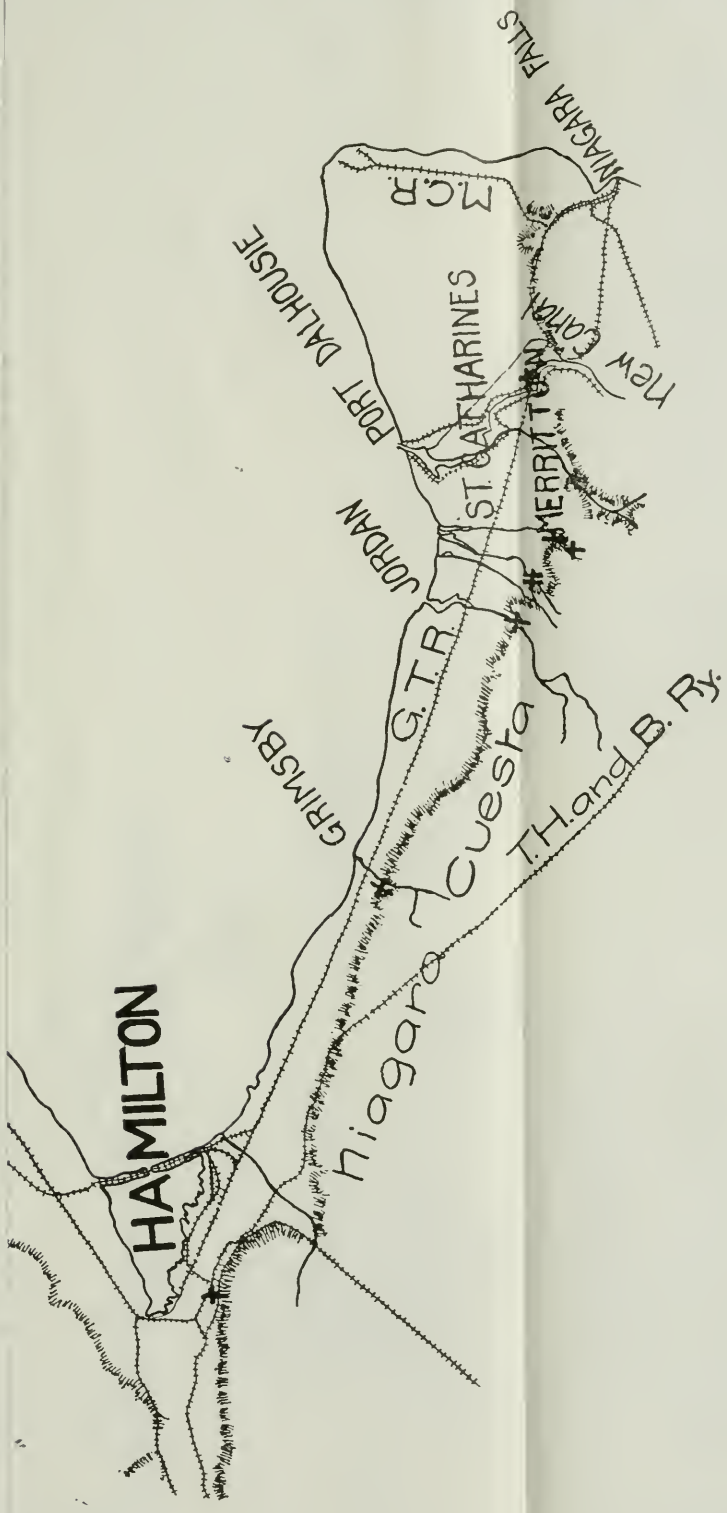 HAMILTON
GRIMSBY
JORDAN
PORT DALHOUSIE
NIAGARA FALLS
M.C.R.
ST. CATHARINES
MERRITTON
new canal
G.T.R.
niagara Cuesta
T.H. and B. Ry.